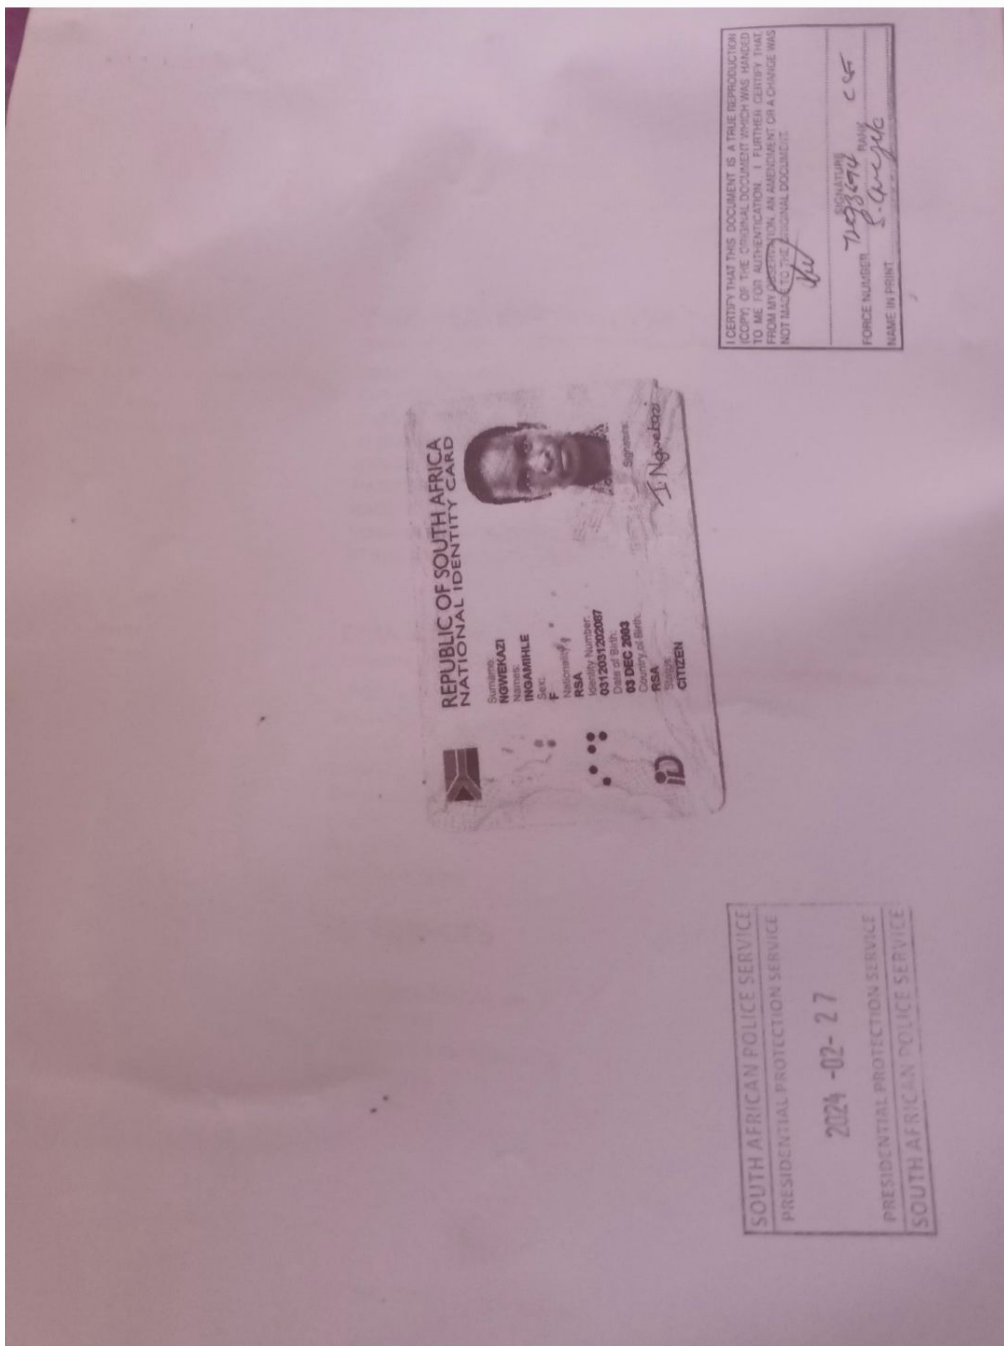 I CERTIFY THAT THIS DOCUMENT IS A TRUE REPRODUCTION
(COPY) OF THE ORIGINAL DOCUMENT WHICH WAS HANDED
TO ME FOR AUTHENTICATION. I FURTHER CERTIFY THAT,
FROM MY OBSERVATION, AN AMENDMENT OR A CHANGE WAS
NOT MADE TO THE ORIGINAL DOCUMENT.
SIGNATURE
FORCE NUMBER RANK
NAME IN PRINT
REPUBLIC OF SOUTH AFRICA
NATIONAL IDENTITY CARD
Surname:
NGWEKAZI
Names:
INGAMIHLE
Sex:
F
Nationality:
RSA
Identity Number:
0312031202087
Date of Birth:
03 DEC 2003
Country of Birth:
RSA
Status:
CITIZEN
Signature:
I. Ngwekazi
iD
SOUTH AFRICAN POLICE SERVICE
PRESIDENTIAL PROTECTION SERVICE
2024 -02- 27
PRESIDENTIAL PROTECTION SERVICE
SOUTH AFRICAN POLICE SERVICE